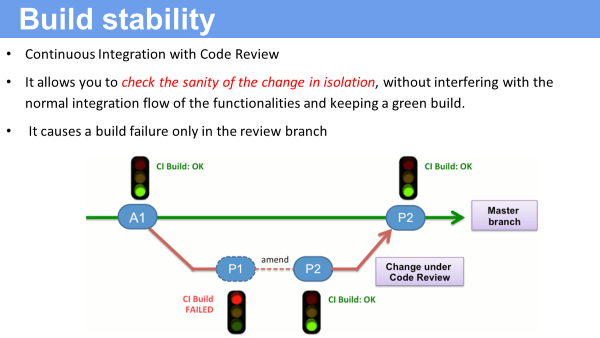 Build stability
• Continuous Integration with Code Review
• It allows you to check the sanity of the change in isolation, without interfering with the
normal integration flow of the functionalities and keeping a green build.
• It causes a build failure only in the review branch
CI Build: OK
CI Build: OK
A1
P2
Master
branch
P1
amend
P2
Change under
Code Review
CI Build
FAILED
CI Build: OK